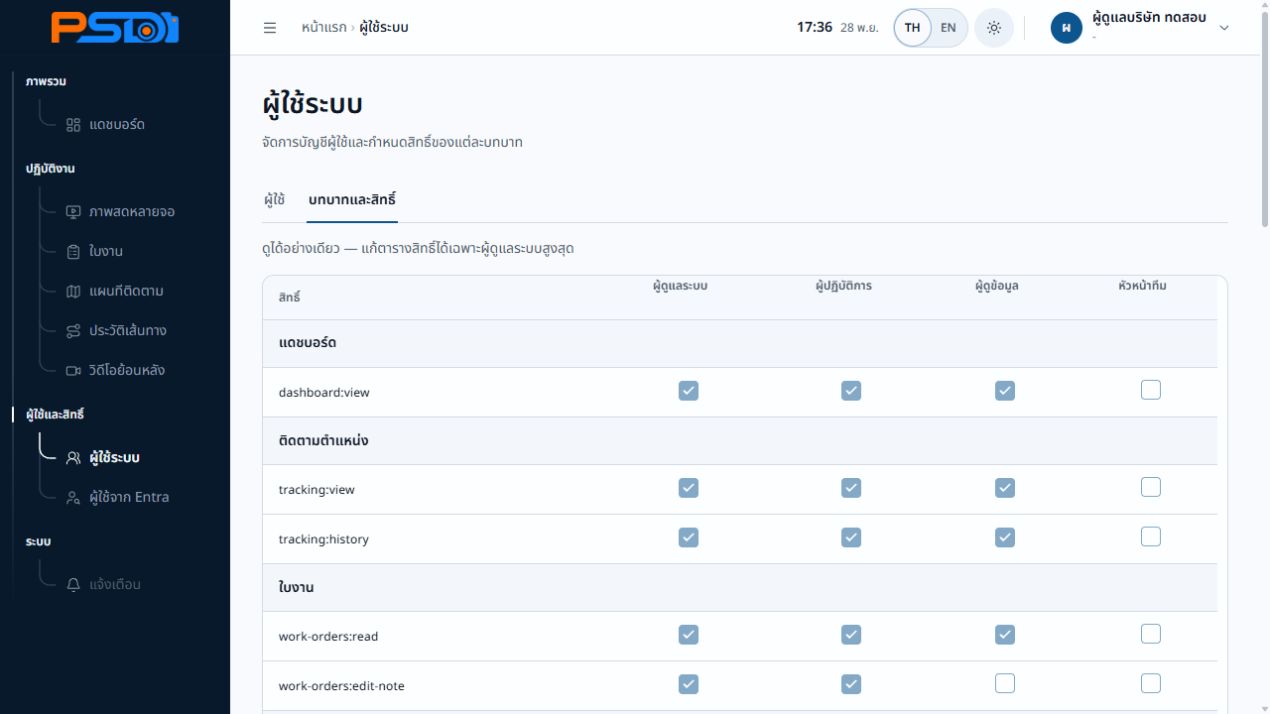 PSDI
หน้าแรก › ผู้ใช้ระบบ
17:36 28 พ.ย.
TH EN
ห
ผู้ดูแลบริษัท ทดสอบ
-
ภาพรวม
แดชบอร์ด
ปฏิบัติงาน
ภาพสดหลายจอ
ใบงาน
แผนที่ติดตาม
ประวัติเส้นทาง
วิดีโอย้อนหลัง
ผู้ใช้และสิทธิ์
ผู้ใช้ระบบ
ผู้ใช้จาก Entra
ระบบ
แจ้งเตือน
ผู้ใช้ระบบ
จัดการบัญชีผู้ใช้และกำหนดสิทธิ์ของแต่ละบทบาท
ผู้ใช้ บทบาทและสิทธิ์
ดูได้อย่างเดียว — แก้ตารางสิทธิ์ได้เฉพาะผู้ดูแลระบบสูงสุด
สิทธิ์ ผู้ดูแลระบบ ผู้ปฏิบัติการ ผู้ดูข้อมูล หัวหน้าทีม
แดชบอร์ด
dashboard:view
ติดตามตำแหน่ง
tracking:view
tracking:history
ใบงาน
work-orders:read
work-orders:edit-note